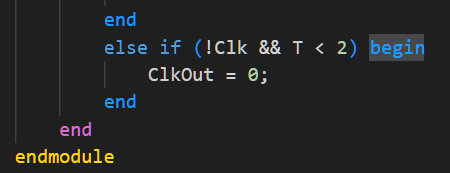 end
else if (!Clk && T < 2) begin
ClkOut = 0;
end
end
endmodule